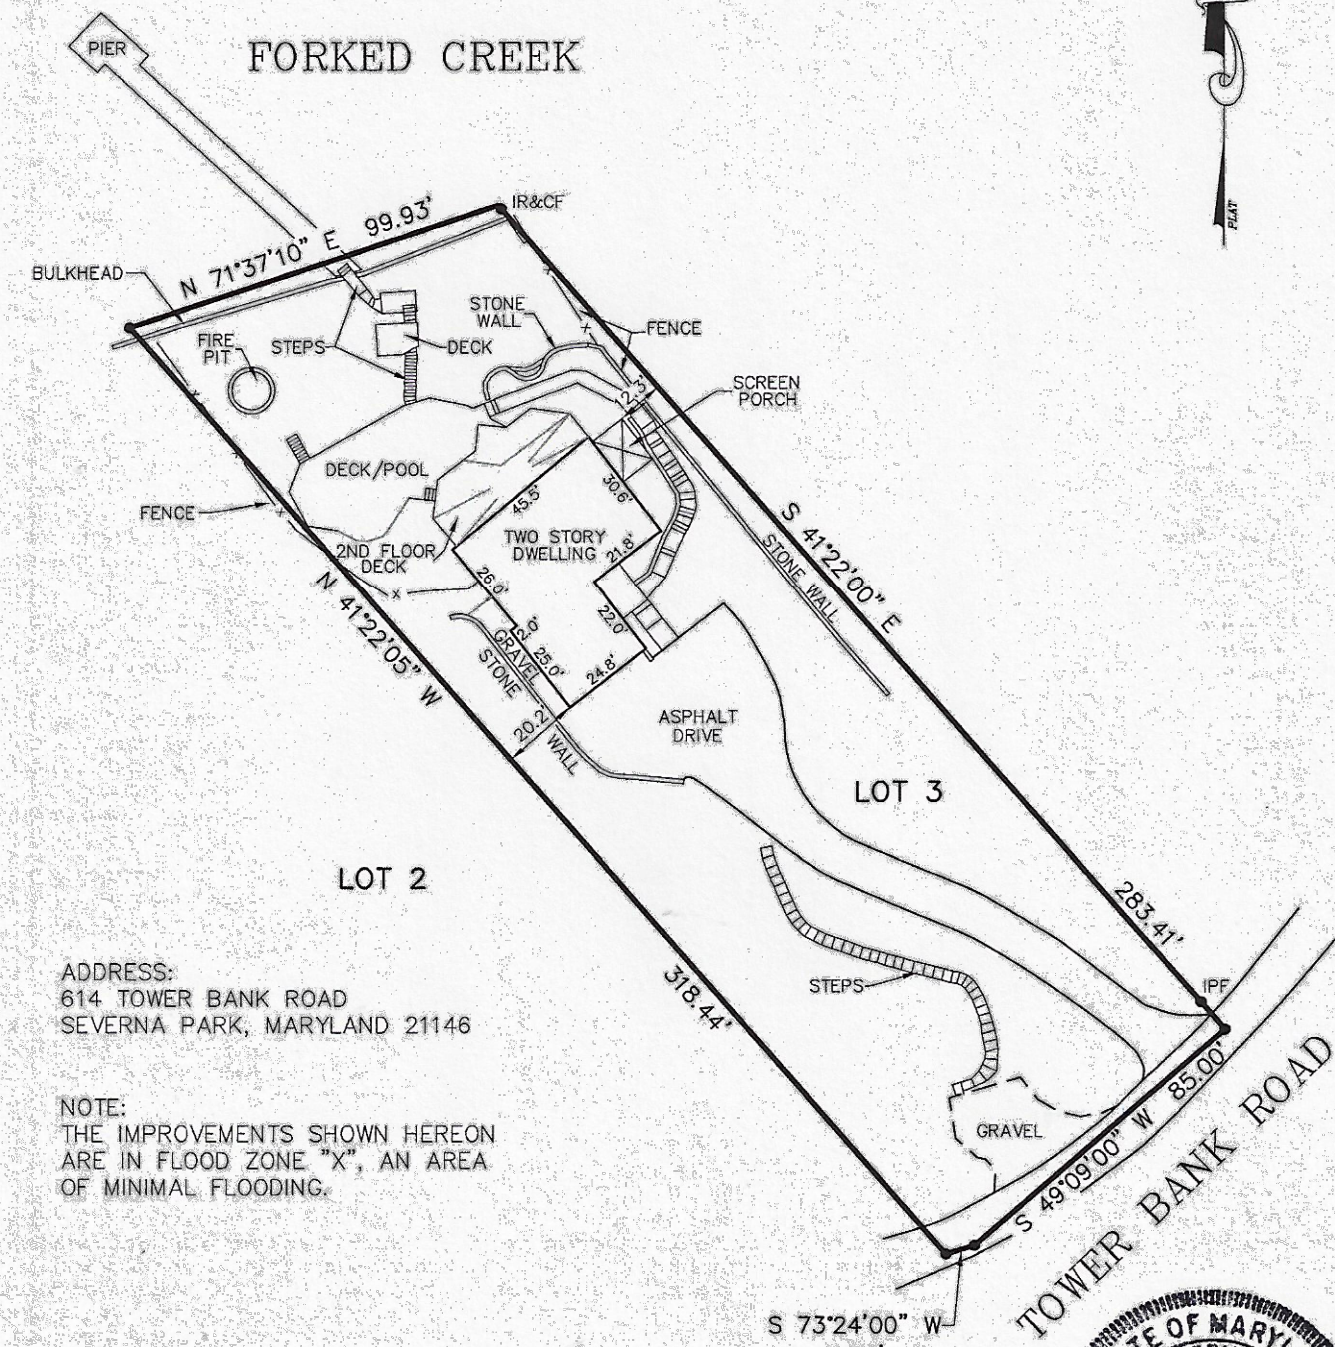 PIER
FORKED CREEK
PLAT
IR&CF
N 71°37'10" E 99.93'
BULKHEAD
FIRE
PIT
STEPS
DECK
STONE
WALL
FENCE
12.3'
SCREEN
PORCH
DECK/POOL
FENCE
2ND FLOOR
DECK
45.5'
30.6'
TWO STORY
DWELLING
21.8'
26.0'
22.0'
2.0'
25.0'
24.8'
GRAVEL
STONE
WALL
20.2'
STONE WALL
S 41°22'00" E
N 41°22'05" W
ASPHALT
DRIVE
LOT 3
LOT 2
283.41'
318.44'
IPF
STEPS
GRAVEL
ADDRESS:
614 TOWER BANK ROAD
SEVERNA PARK, MARYLAND 21146
NOTE:
THE IMPROVEMENTS SHOWN HEREON
ARE IN FLOOD ZONE "X", AN AREA
OF MINIMAL FLOODING.
S 49°09'00" W 85.00'
TOWER BANK ROAD
S 73°24'00" W
TE OF MARYL